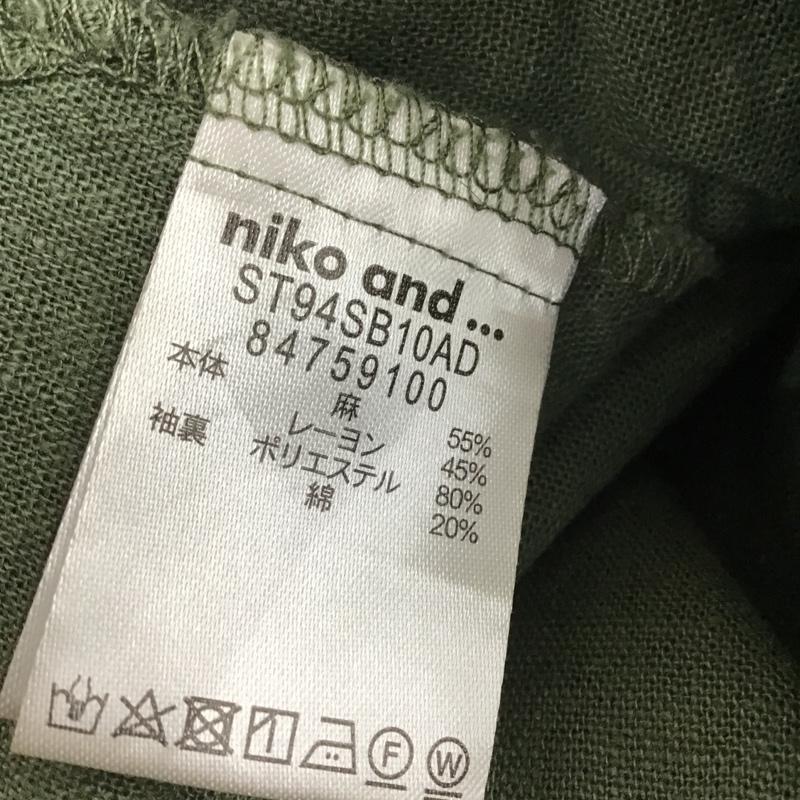 niko and...
ST94SB10AD
84759100
本体 麻 55%
レーヨン 45%
袖裏 ポリエステル 80%
綿 20%
F W